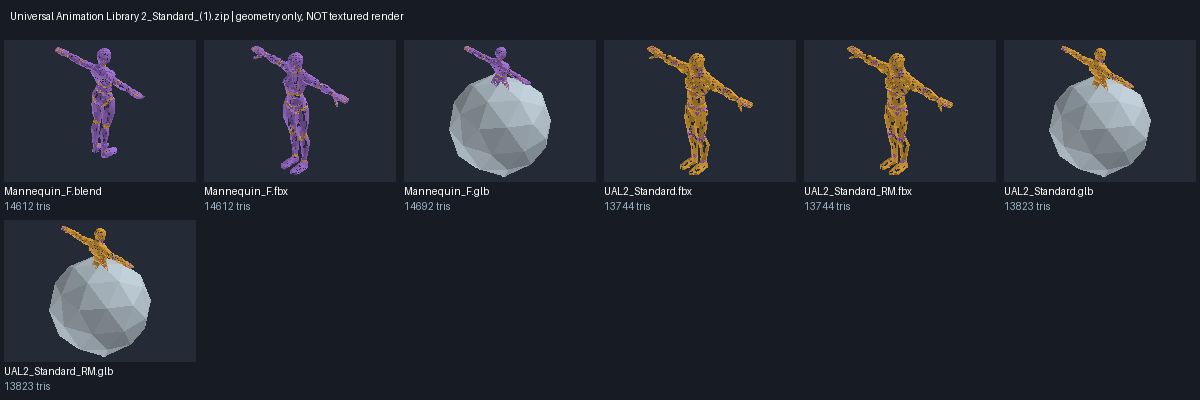 Universal Animation Library 2_Standard_(1).zip | geometry only, NOT textured render
Mannequin_F.blend
14612 tris
Mannequin_F.fbx
14612 tris
Mannequin_F.glb
14692 tris
UAL2_Standard.fbx
13744 tris
UAL2_Standard_RM.fbx
13744 tris
UAL2_Standard.glb
13823 tris
UAL2_Standard_RM.glb
13823 tris